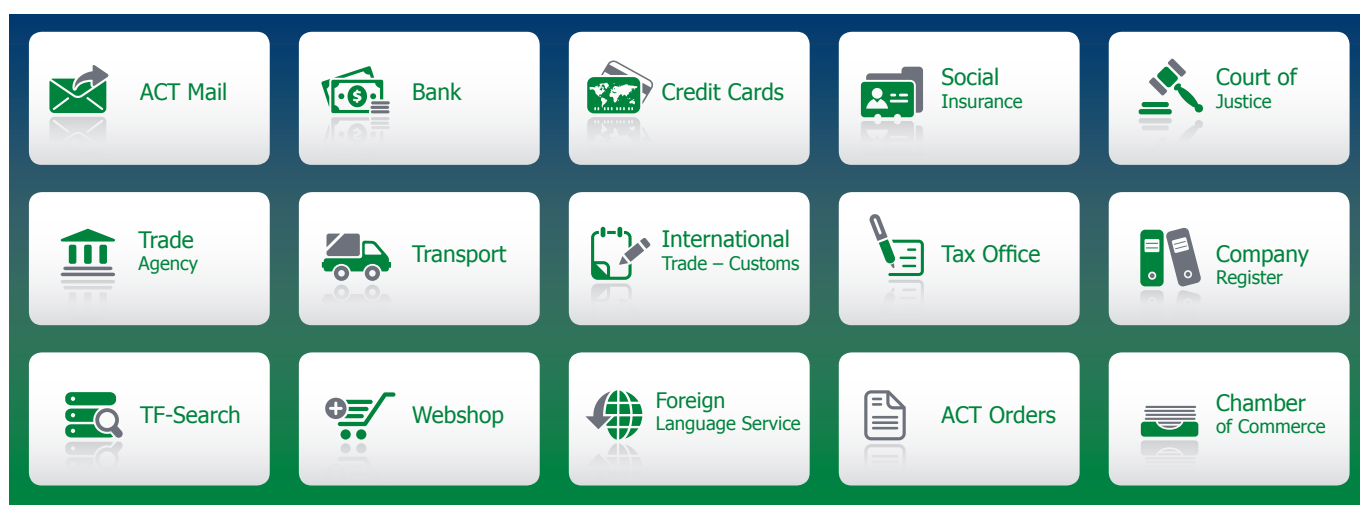 ACT Mail
Bank
Credit Cards
Social
Insurance
Court of
Justice
Trade
Agency
Transport
International
Trade – Customs
Tax Office
Company
Register
TF-Search
Webshop
Foreign
Language Service
ACT Orders
Chamber
of Commerce